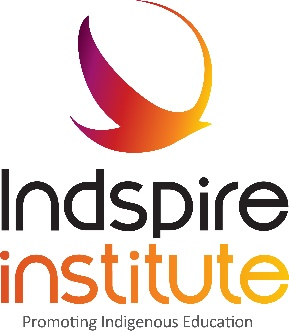 Indspire
institute
Promoting Indigenous Education